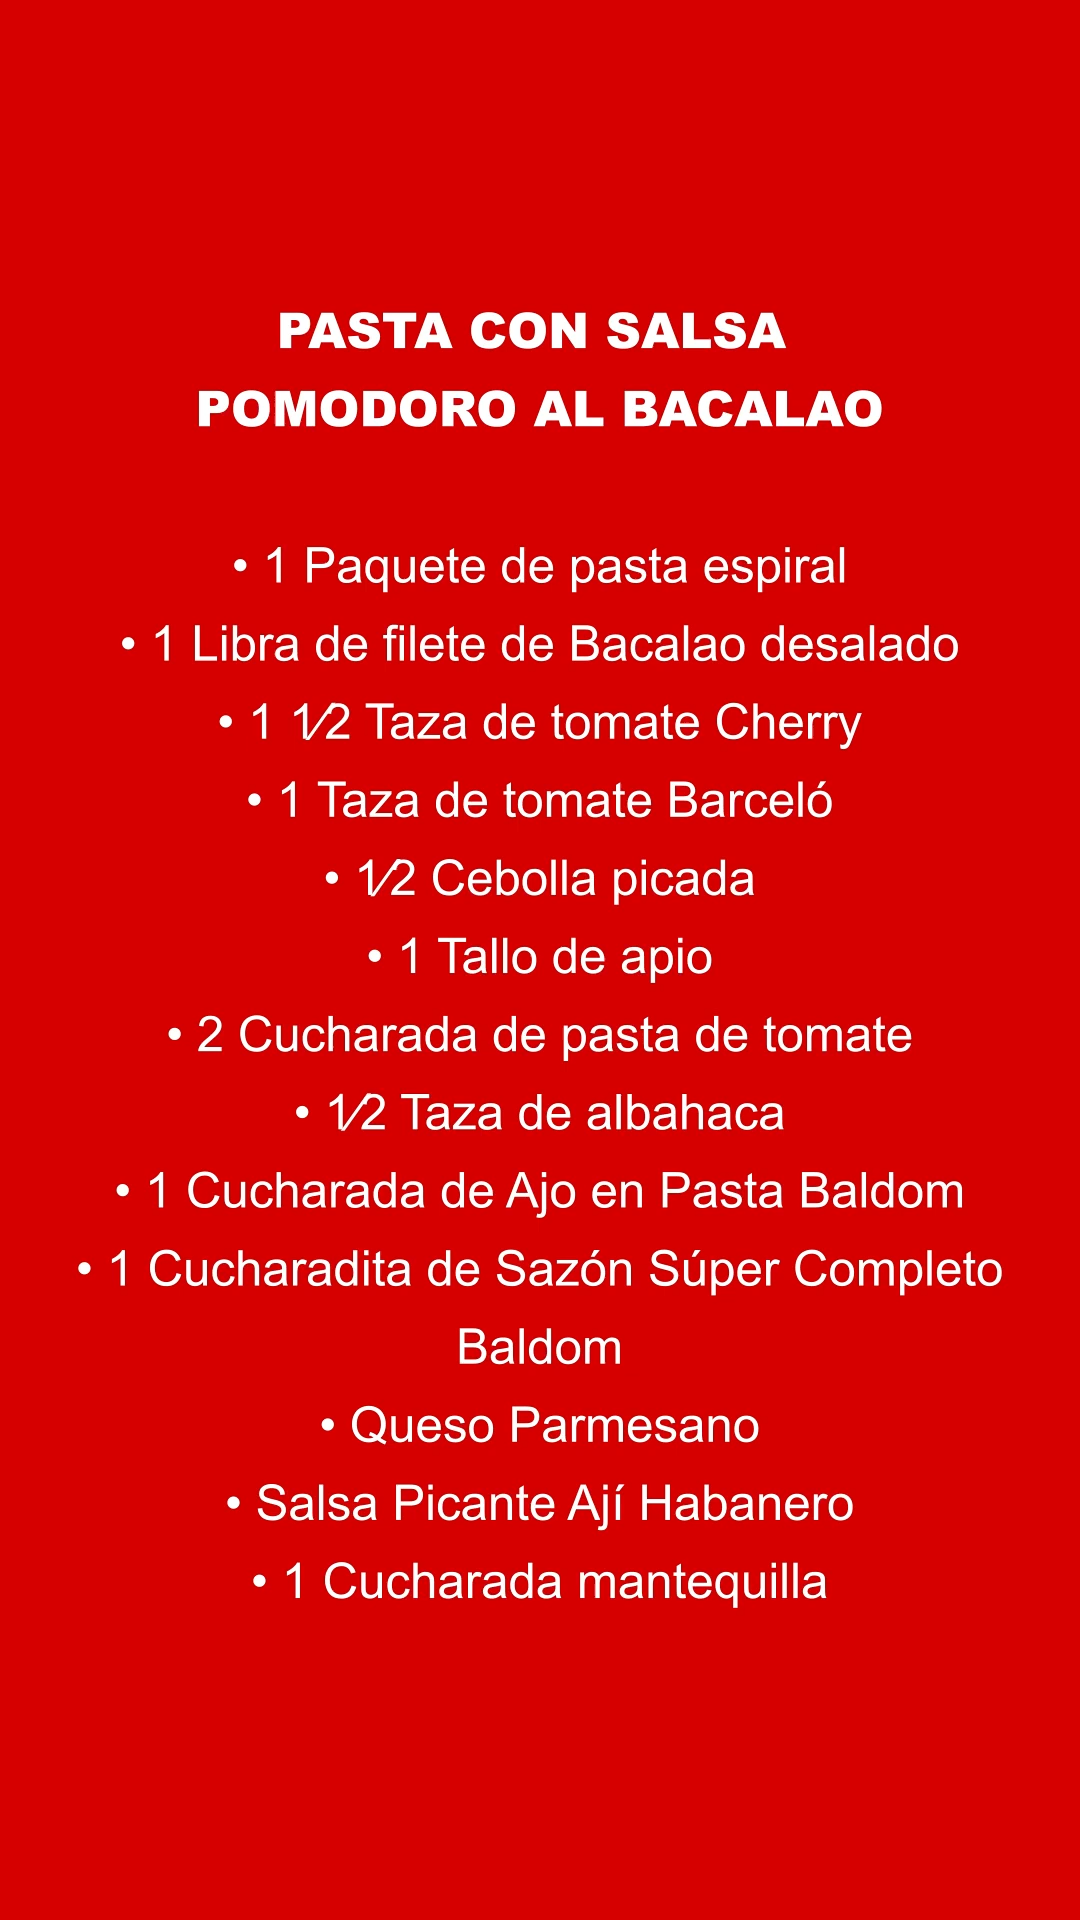 PASTA CON SALSA
POMODORO AL BACALAO
• 1 Paquete de pasta espiral
• 1 Libra de filete de Bacalao desalado
• 1 1⁄2 Taza de tomate Cherry
• 1 Taza de tomate Barceló
• 1⁄2 Cebolla picada
• 1 Tallo de apio
• 2 Cucharada de pasta de tomate
• 1⁄2 Taza de albahaca
• 1 Cucharada de Ajo en Pasta Baldom
• 1 Cucharadita de Sazón Súper Completo
Baldom
• Queso Parmesano
• Salsa Picante Ají Habanero
• 1 Cucharada mantequilla